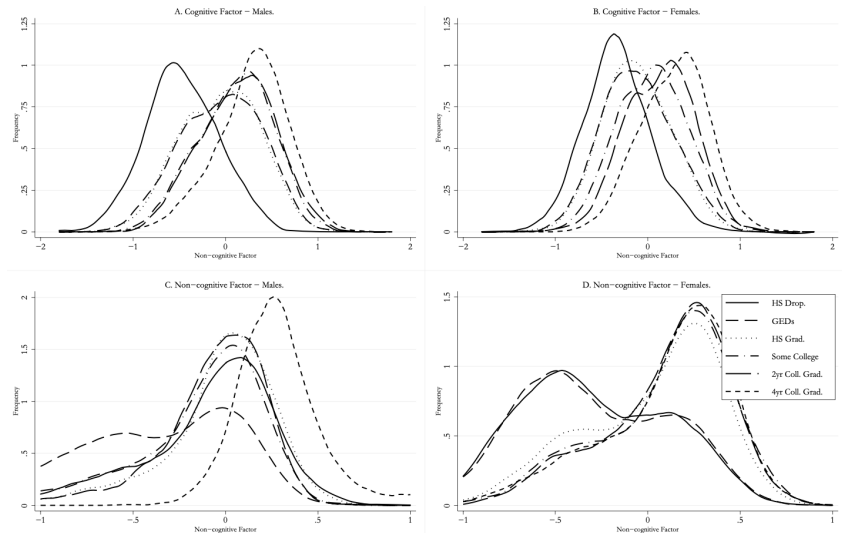 A. Cognitive Factor − Males.
Frequency
0 .25 .5 .75 1 1.25
−2 −1 0 1 2
Non−cognitive Factor
B. Cognitive Factor − Females.
Frequency
0 .25 .5 .75 1 1.25
−2 −1 0 1 2
Non−cognitive Factor
C. Non−cognitive Factor − Males.
Frequency
0 .5 1 1.5 2
−1 −.5 0 .5 1
Non−cognitive Factor
D. Non−cognitive Factor − Females.
Frequency
0 .5 1 1.5
−1 −.5 0 .5 1
Non−cognitive Factor
HS Drop.
GEDs
HS Grad.
Some College
2yr Coll. Grad.
4yr Coll. Grad.